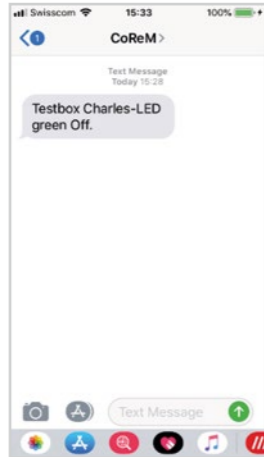 Swisscom 15:33 100%
1 CoReM >
Text Message
Today 15:28
Testbox Charles-LED
green Off.
Text Message